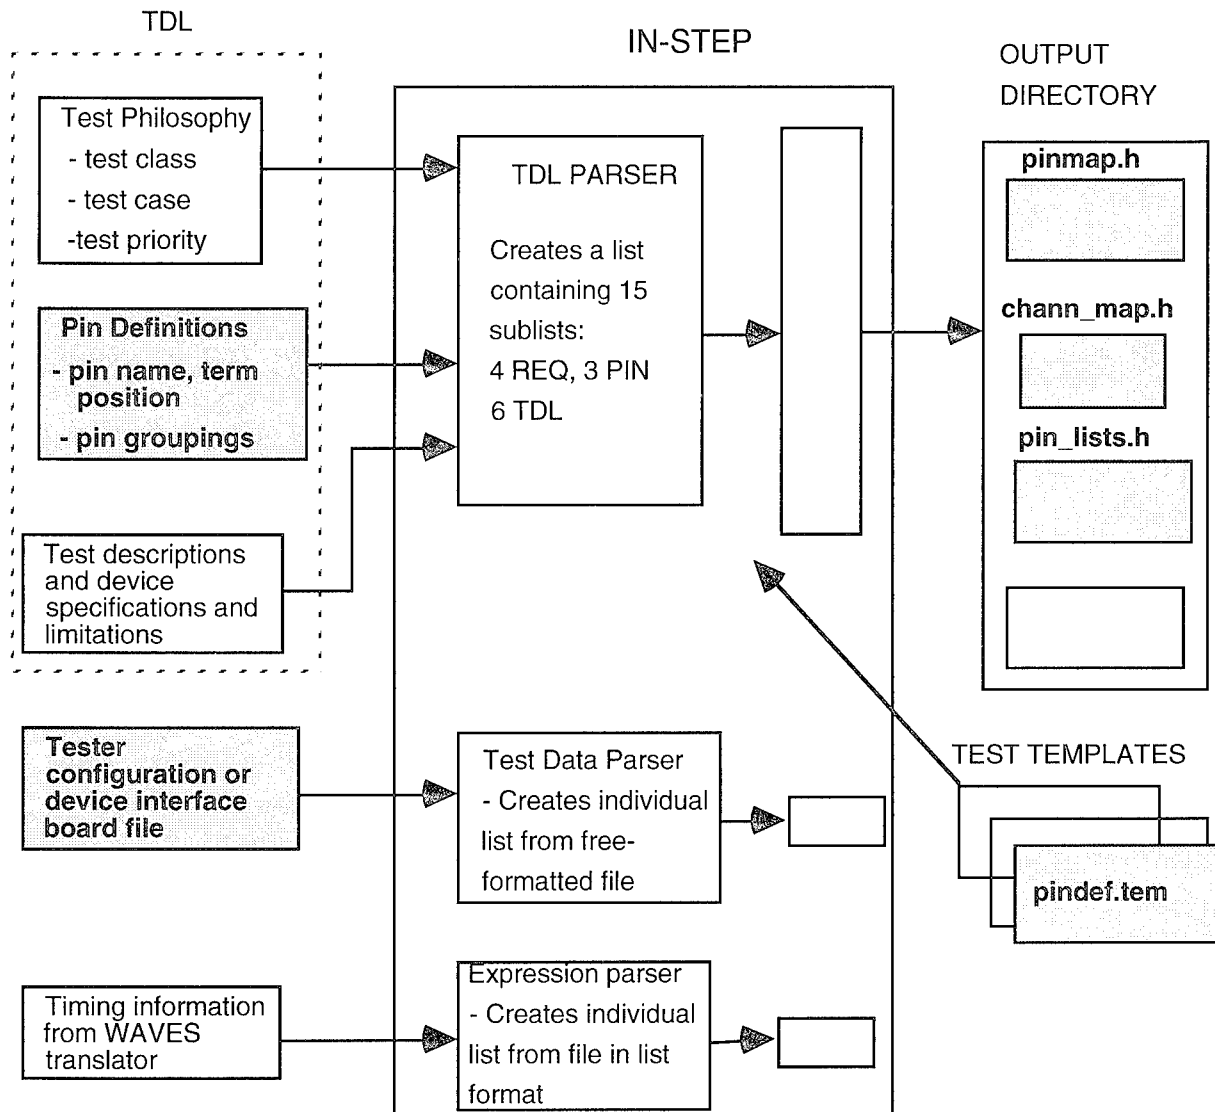 TDL
IN-STEP
OUTPUT
DIRECTORY
Test Philosophy
- test class
- test case
-test priority
Pin Definitions
- pin name, term
position
- pin groupings
Test descriptions
and device
specifications and
limitations
TDL PARSER
Creates a list
containing 15
sublists:
4 REQ, 3 PIN
6 TDL
pinmap.h
chann_map.h
pin_lists.h
Tester
configuration or
device interface
board file
Test Data Parser
- Creates individual
list from free-
formatted file
TEST TEMPLATES
pindef.tem
Timing information
from WAVES
translator
Expression parser
- Creates individual
list from file in list
format